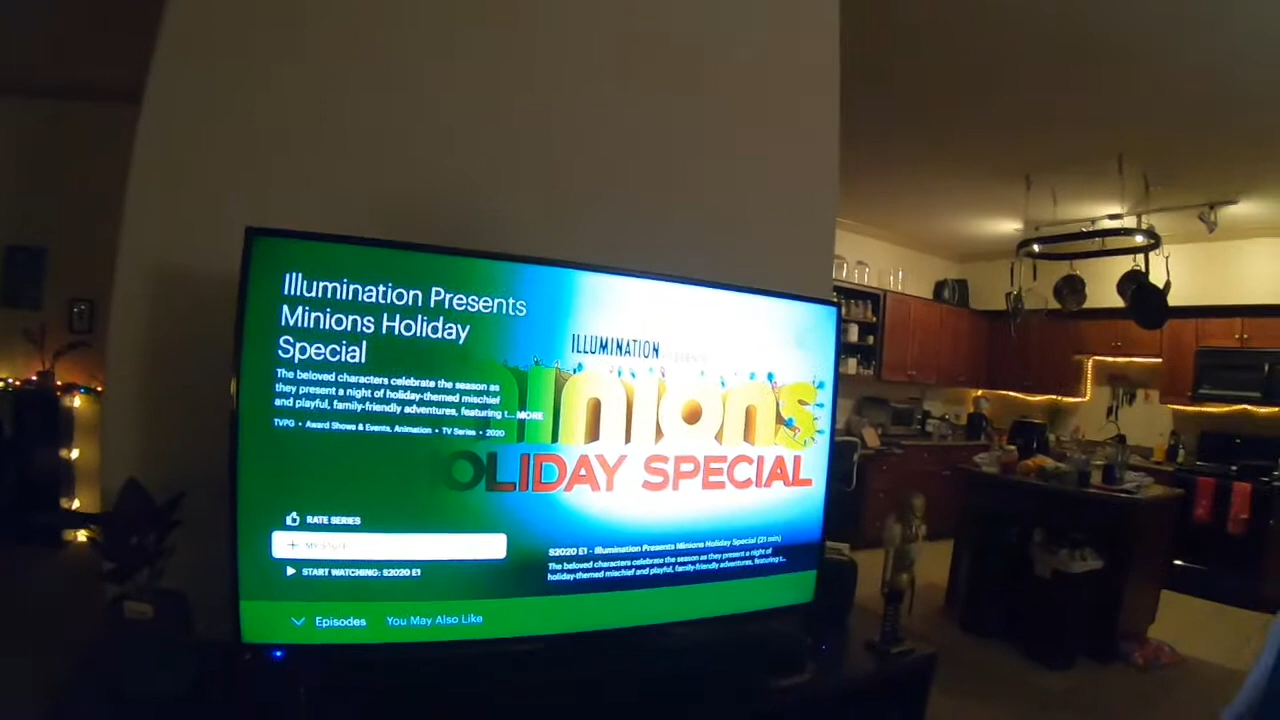 Illumination Presents
Minions Holiday
Special
The beloved characters celebrate the season as
they present a night of holiday-themed mischief
and playful, family-friendly adventures, featuring t... MORE
TVPG • Award Shows & Events, Animation • TV Series • 2020
ILLUMINATION PRESENTS
inions
OLIDAY SPECIAL
RATE SERIES
+ MY STUFF
START WATCHING: S2020 E1
S2020 E1 - Illumination Presents Minions Holiday Special (21 min)
The beloved characters celebrate the season as they present a night of
holiday-themed mischief and playful, family-friendly adventures, featuring t...
Episodes You May Also Like